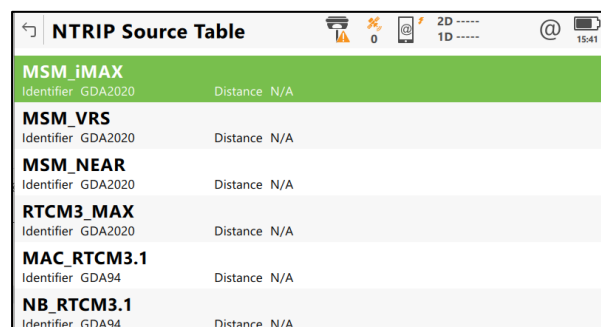 NTRIP Source Table
0
@
2D -----
1D -----
@
15:41
MSM_iMAX
Identifier GDA2020 Distance N/A
MSM_VRS
Identifier GDA2020 Distance N/A
MSM_NEAR
Identifier GDA2020 Distance N/A
RTCM3_MAX
Identifier GDA2020 Distance N/A
MAC_RTCM3.1
Identifier GDA94 Distance N/A
NB_RTCM3.1
Identifier GDA94 Distance N/A